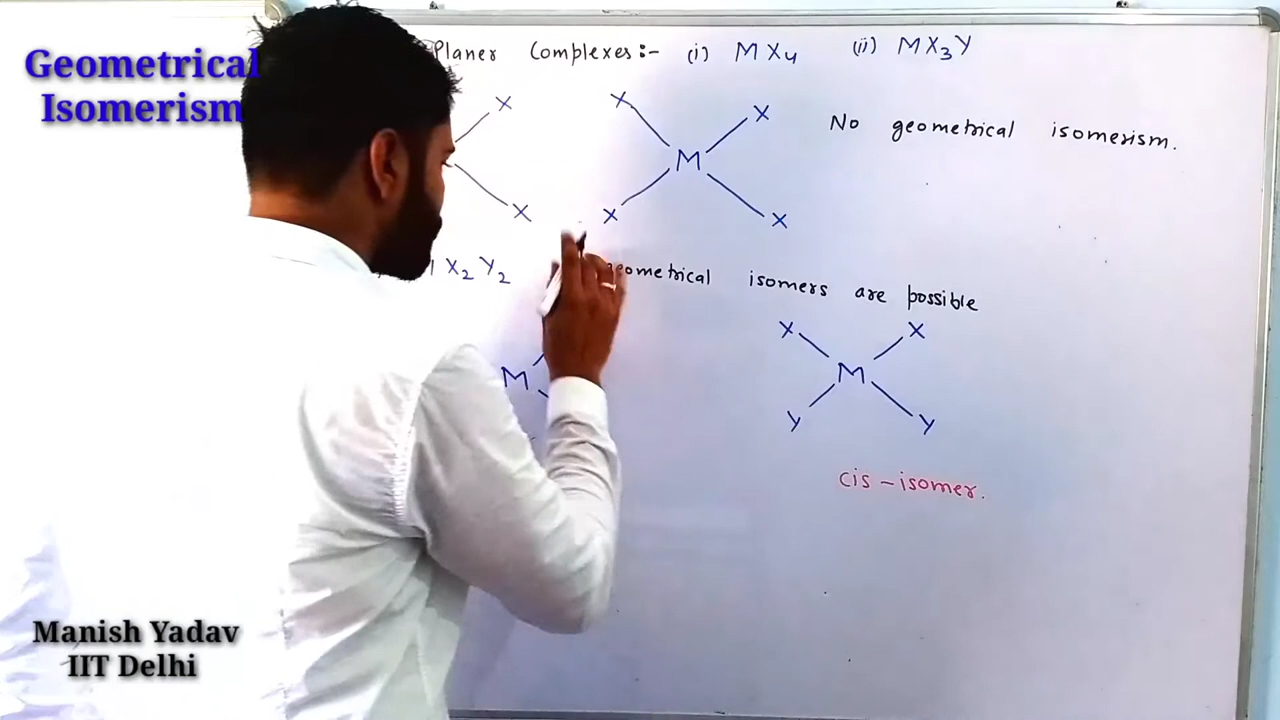 Geometrical
Isomerism
Planer Complexes:- (i) MX4 (ii) MX3Y
X X X
M
X X X
No geometrical isomerism.
X2Y2 geometrical isomers are possible
M
X X
M
Y Y
cis-isomer.
Manish Yadav
IIT Delhi